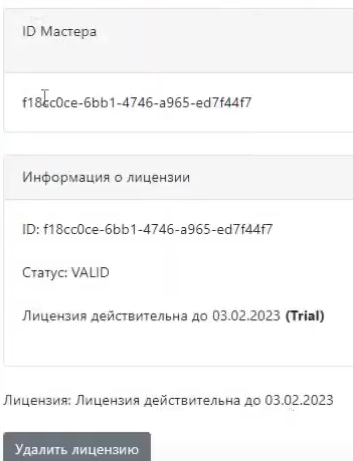 ID Мастера
f18cc0ce-6bb1-4746-a965-ed7f44f7
Информация о лицензии
ID: f18cc0ce-6bb1-4746-a965-ed7f44f7
Статус: VALID
Лицензия действительна до 03.02.2023 (Trial)
Лицензия: Лицензия действительна до 03.02.2023
Удалить лицензию